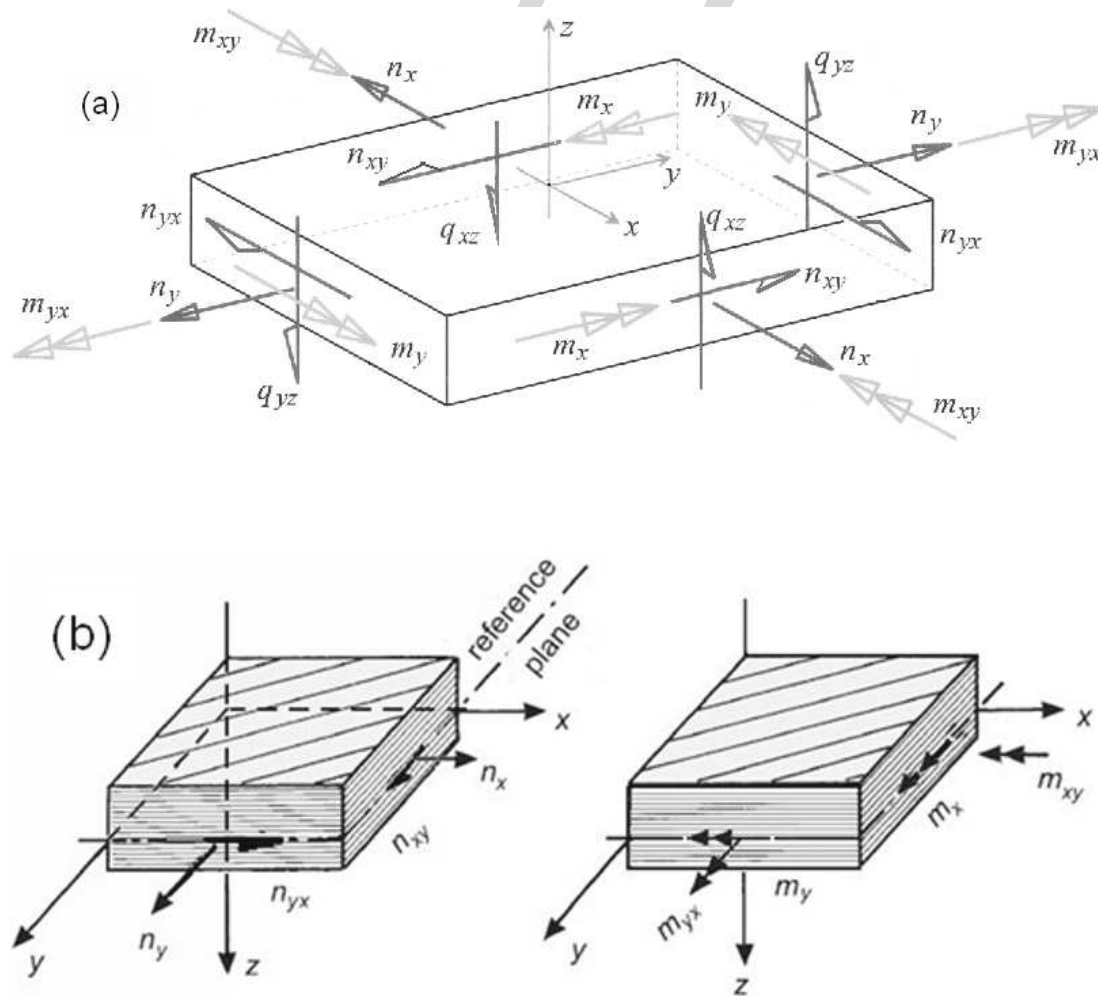 (a)
z
m_xy
n_x
q_yz
m_x
m_y
n_y
m_yx
n_xy
y
n_yx
q_xz
x
q_xz
n_yx
n_xy
m_yx
n_y
m_y
m_x
n_x
q_yz
m_xy
(b)
reference
plane
x
n_x
n_xy
n_yx
n_y
y
z
x
m_xy
m_x
m_y
m_yx
y
z